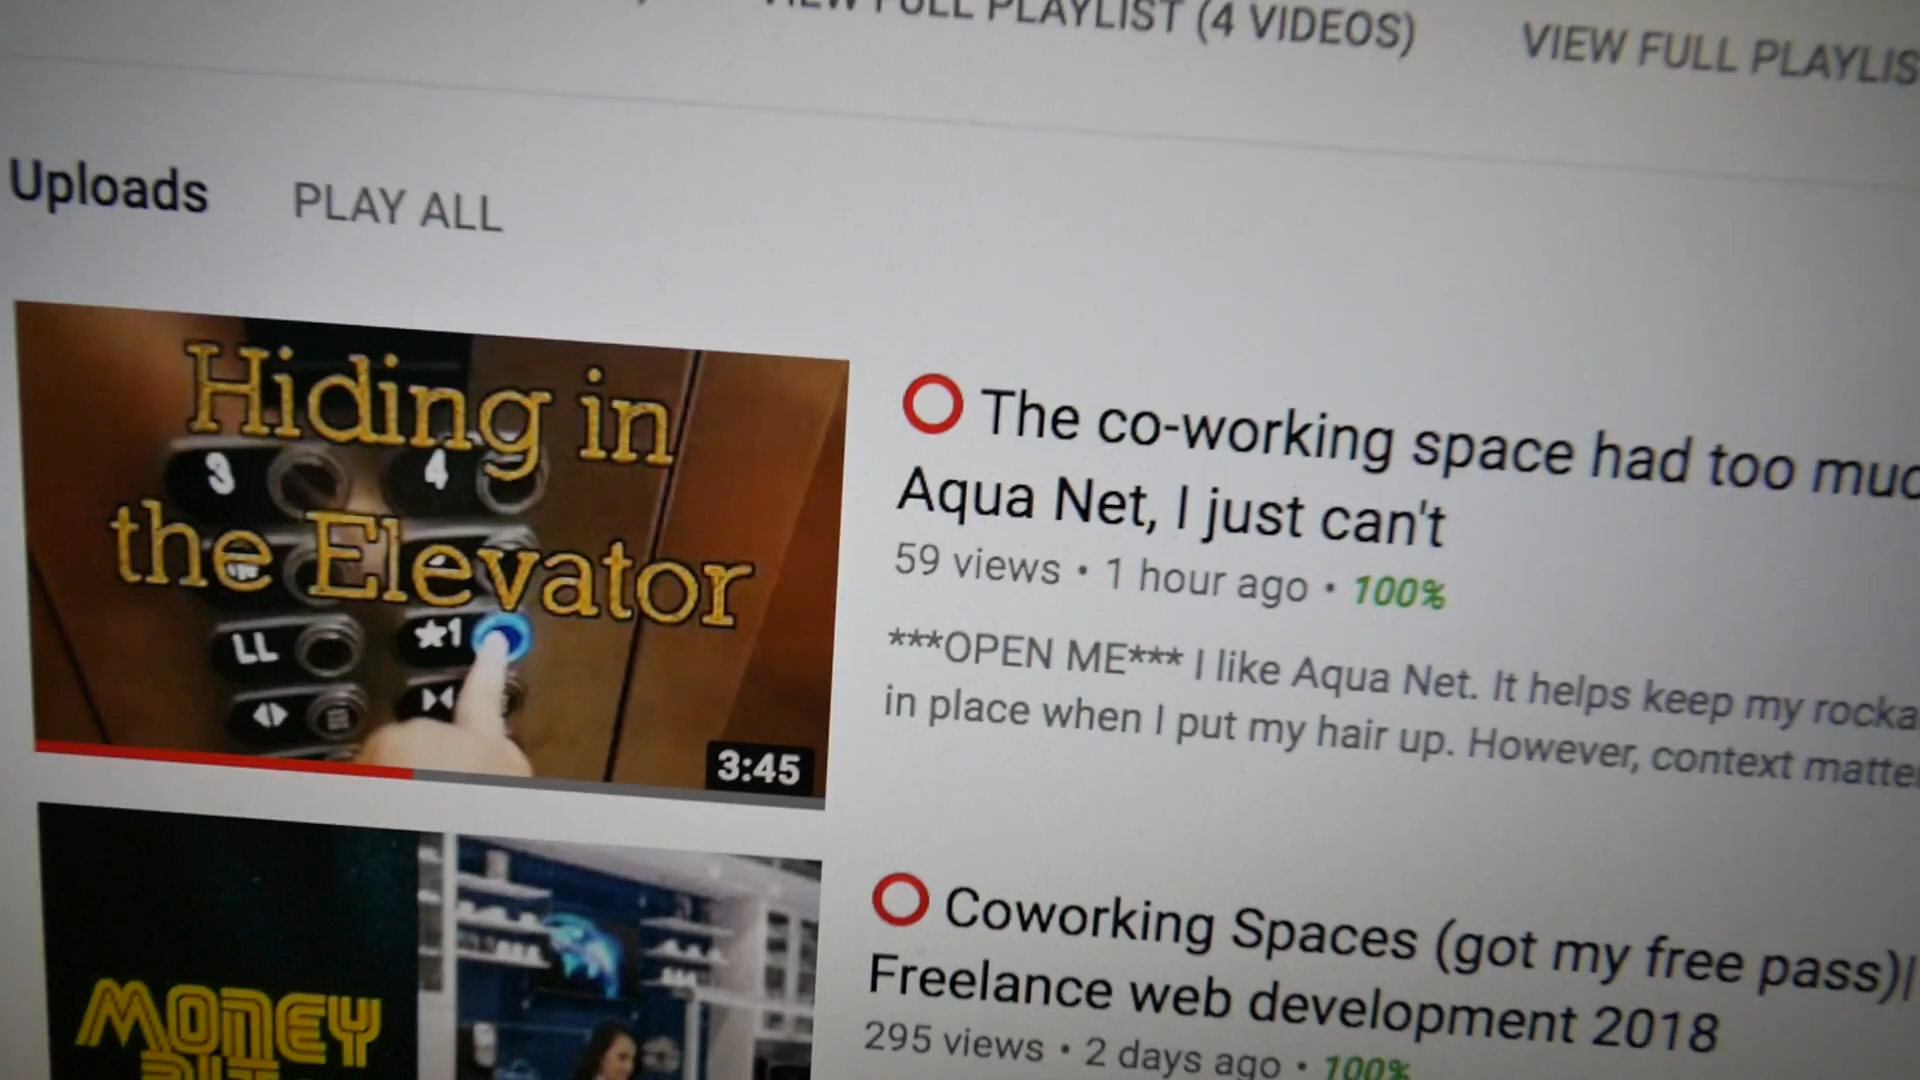 VIEW FULL PLAYLIST (4 VIDEOS)
VIEW FULL PLAYLIS
Uploads
PLAY ALL
Hiding in
3
4
the Elevator
LL
★1
3:45
The co-working space had too muc
Aqua Net, I just can't
59 views • 1 hour ago • 100%
***OPEN ME*** I like Aqua Net. It helps keep my rocka
in place when I put my hair up. However, context matte
MONEY
Coworking Spaces (got my free pass)|
Freelance web development 2018
295 views • 2 days ago • 100%